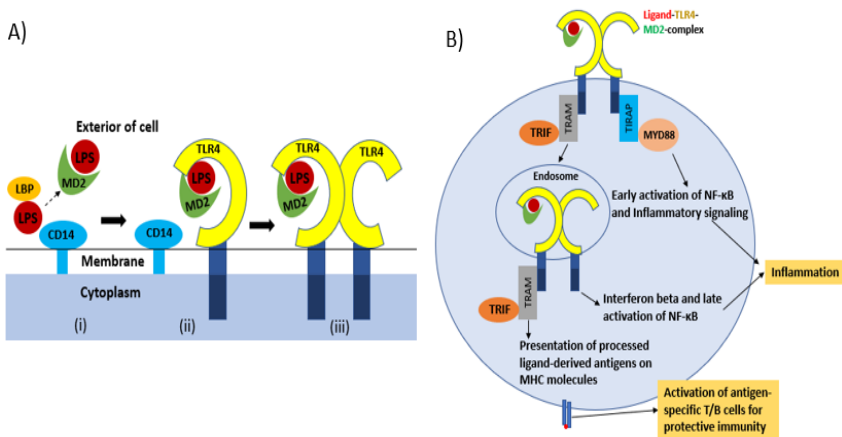 A)
Exterior of cell
LPS
MD2
LBP
LPS
CD14
Membrane
Cytoplasm
(i)
CD14
TLR4
LPS
MD2
(ii)
TLR4
LPS
MD2
TLR4
(iii)
B)
Ligand-TLR4-
MD2-complex
TRIF
TRAM
TIRAP
MYD88
Endosome
Early activation of NF-κB
and Inflammatory signaling
Inflammation
TRIF
TRAM
Interferon beta and late
activation of NF-κB
Presentation of processed
ligand-derived antigens on
MHC molecules
Activation of antigen-
specific T/B cells for
protective immunity